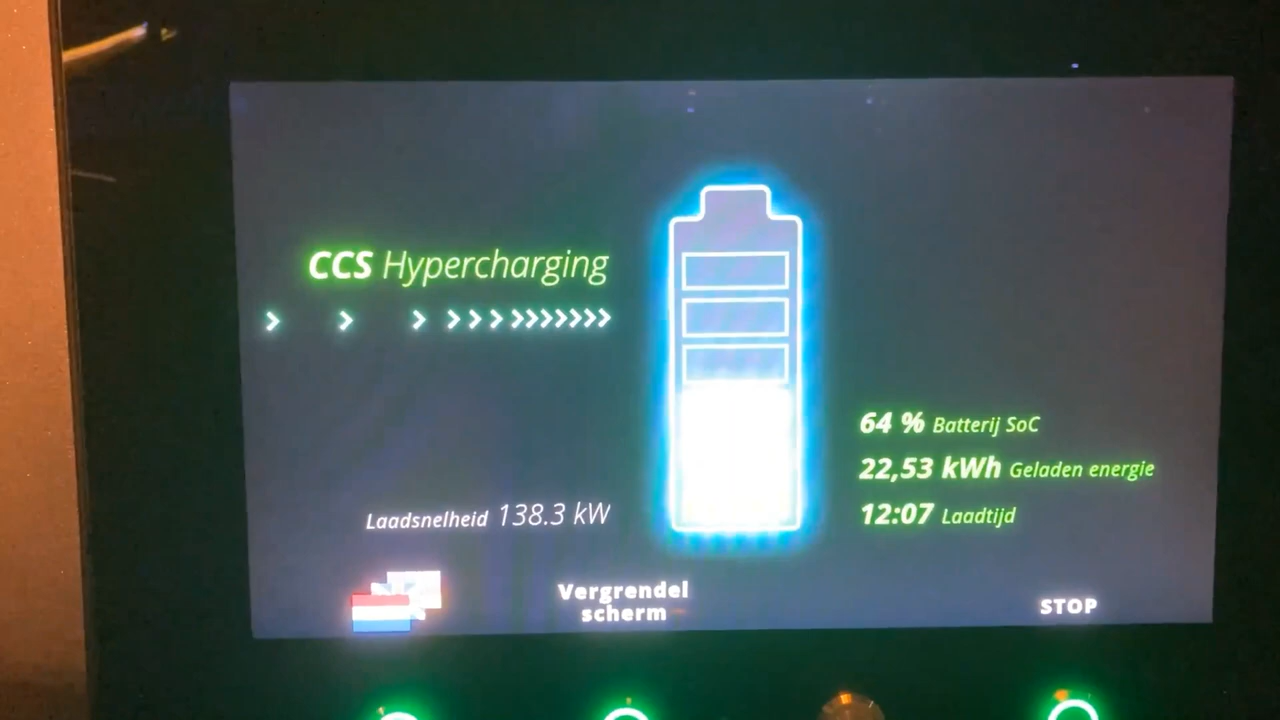 CCS Hypercharging
64 % Batterij SoC
22,53 kWh Geladen energie
12:07 Laadtijd
Laadsnelheid 138.3 kW
Vergrendel
scherm
STOP